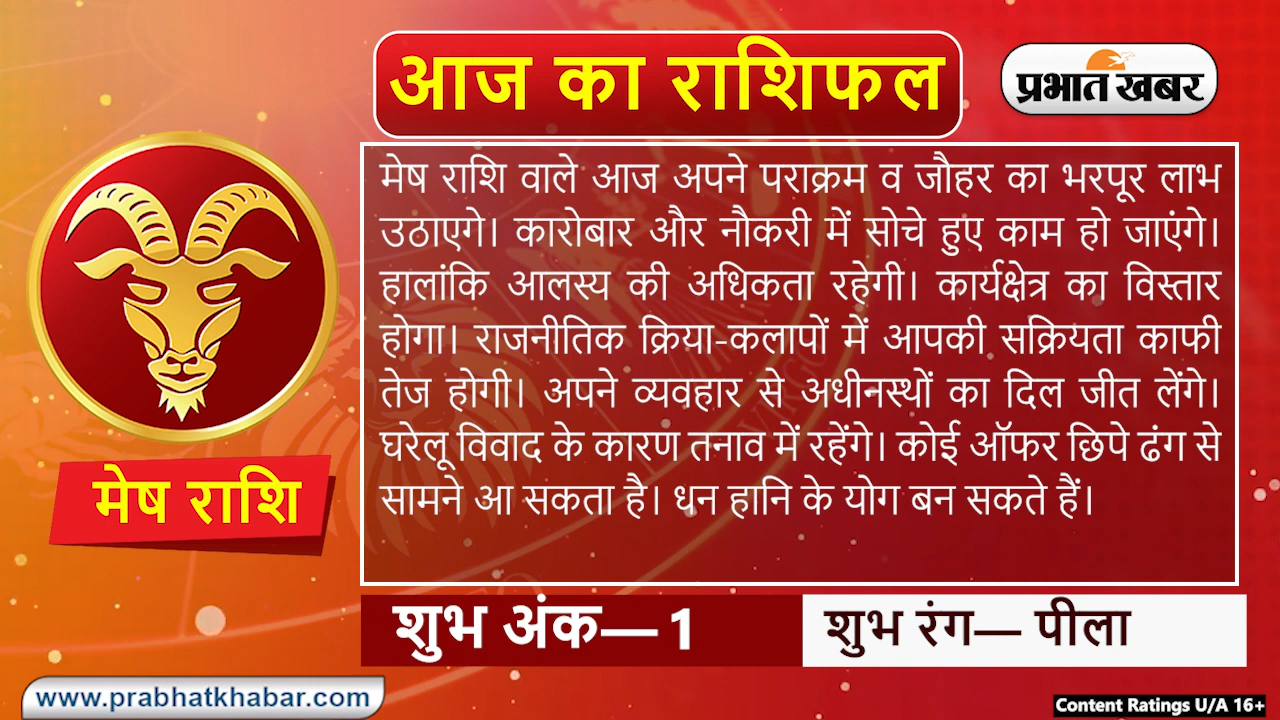 आज का राशिफल
प्रभात खबर
मेष राशि वाले आज अपने पराक्रम व जौहर का भरपूर लाभ
उठाएगे। कारोबार और नौकरी में सोचे हुए काम हो जाएंगे।
हालांकि आलस्य की अधिकता रहेगी। कार्यक्षेत्र का विस्तार
होगा। राजनीतिक क्रिया-कलापों में आपकी सक्रियता काफी
तेज होगी। अपने व्यवहार से अधीनस्थों का दिल जीत लेंगे।
घरेलू विवाद के कारण तनाव में रहेंगे। कोई ऑफर छिपे ढंग से
सामने आ सकता है। धन हानि के योग बन सकते हैं।
मेष राशि
शुभ अंक— 1
शुभ रंग— पीला
www.prabhatkhabar.com
Content Ratings U/A 16+
VIRGO